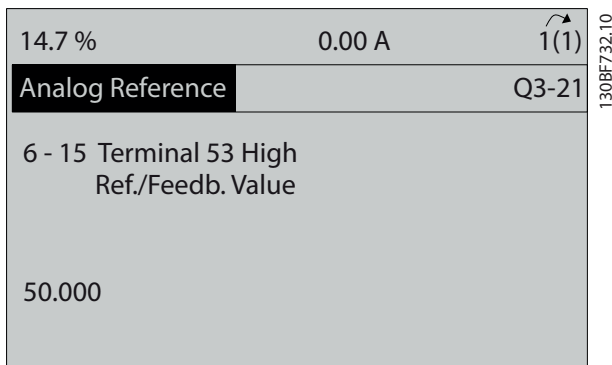 14.7 % 0.00 A 1(1)
Analog Reference Q3-21
6 - 15 Terminal 53 High
Ref./Feedb. Value
50.000
130BF732.10